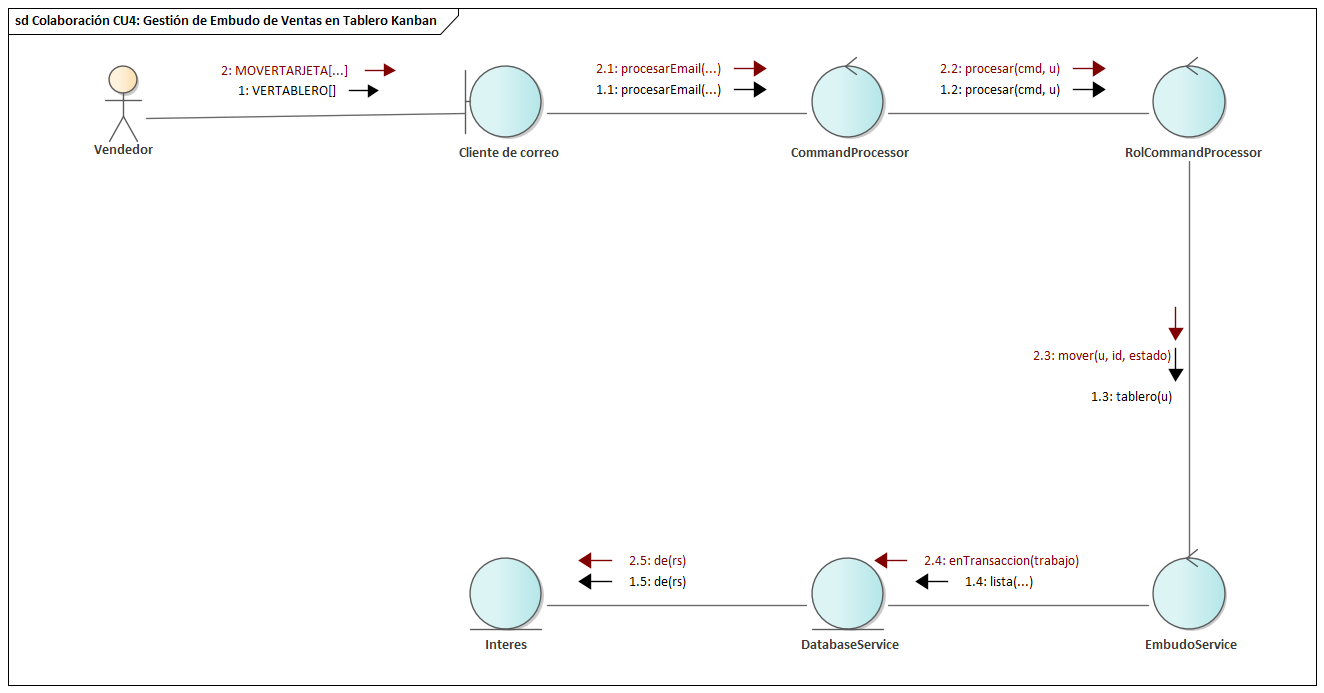 sd Colaboración CU4: Gestión de Embudo de Ventas en Tablero Kanban
2: MOVERTARJETA[...]
1: VERTABLERO[]
2.1: procesarEmail(...)
1.1: procesarEmail(...)
2.2: procesar(cmd, u)
1.2: procesar(cmd, u)
Vendedor
Cliente de correo
CommandProcessor
RolCommandProcessor
2.3: mover(u, id, estado)
1.3: tablero(u)
2.5: de(rs)
1.5: de(rs)
2.4: enTransaccion(trabajo)
1.4: lista(...)
Interes
DatabaseService
EmbudoService